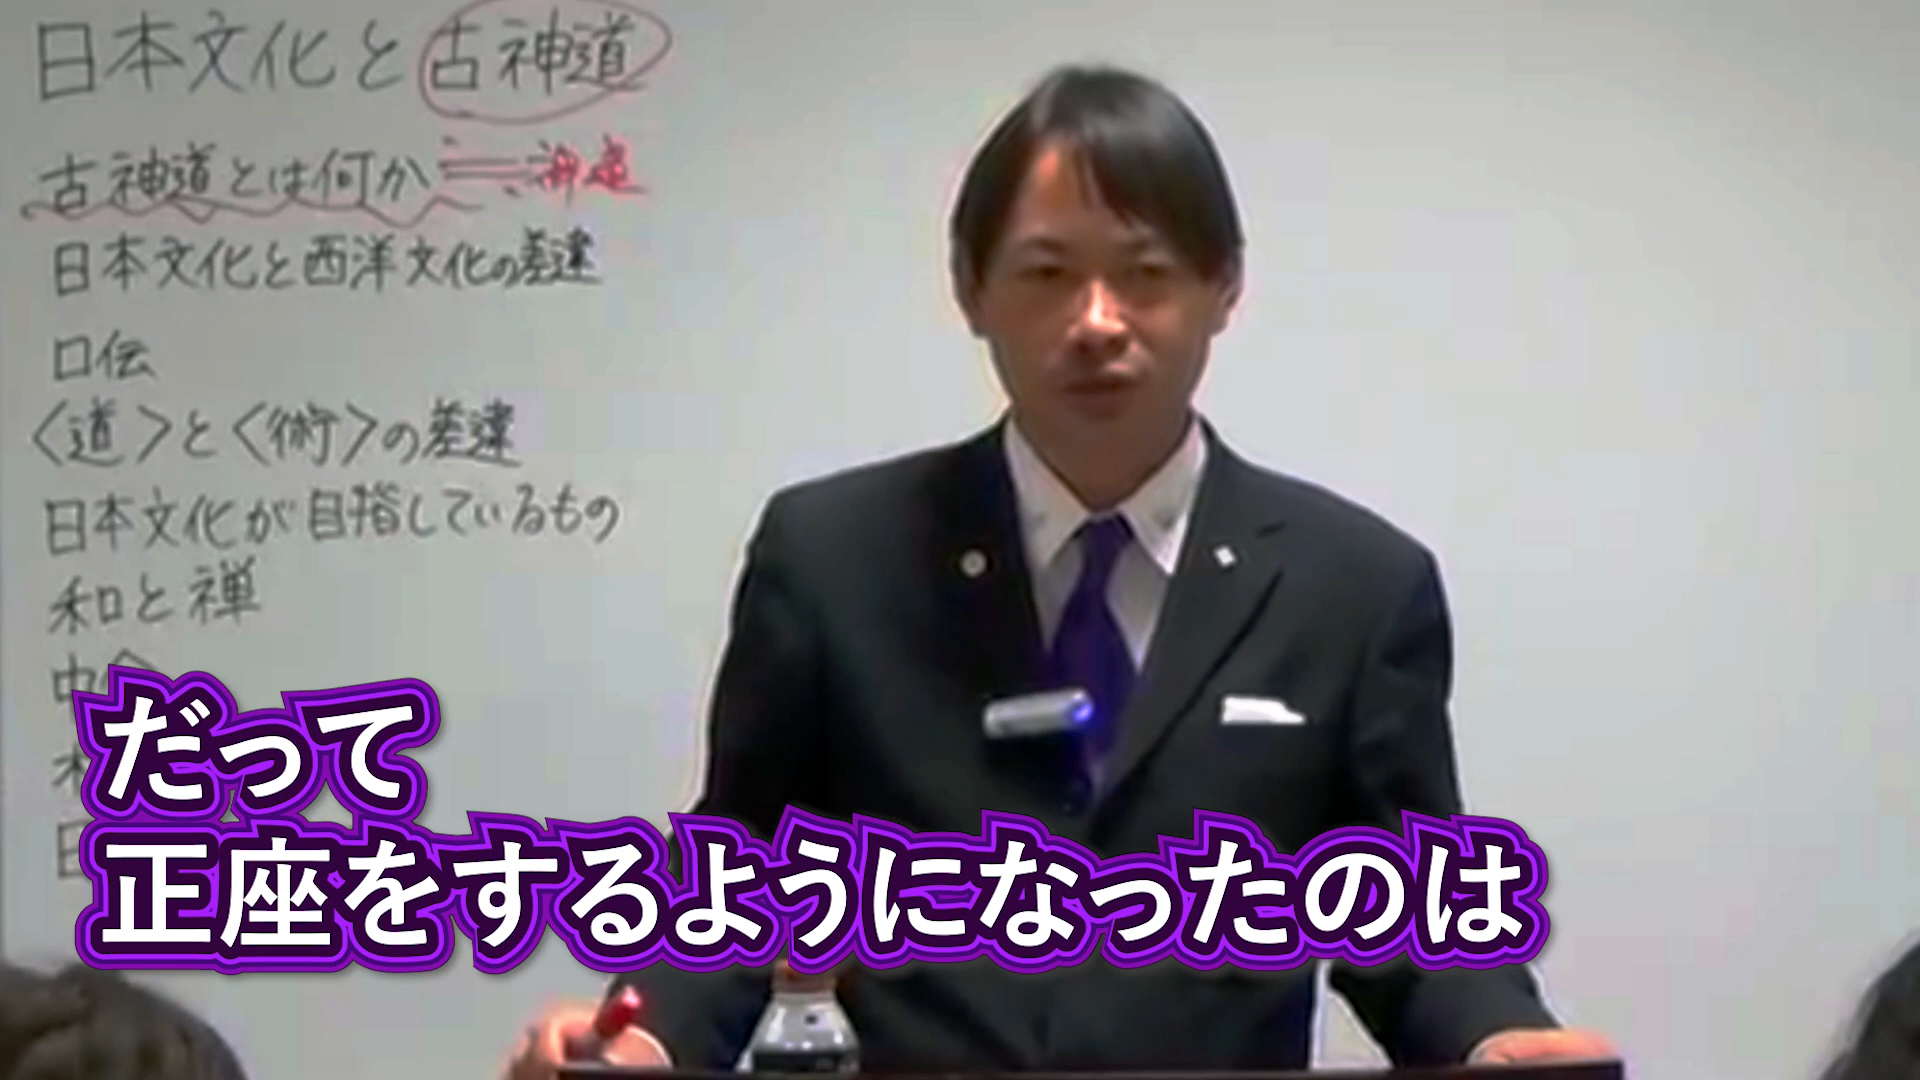 日本文化と古神道
古神道とは何か
日本文化と西洋文化の差違
口伝
〈道〉と〈術〉の差違
日本文化が目指しているもの
和と禅
中
だって
正座をするようになったのは